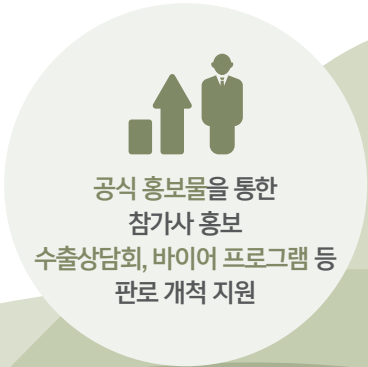 공식 홍보물을 통한
참가사 홍보
수출상담회, 바이어 프로그램 등
판로 개척 지원